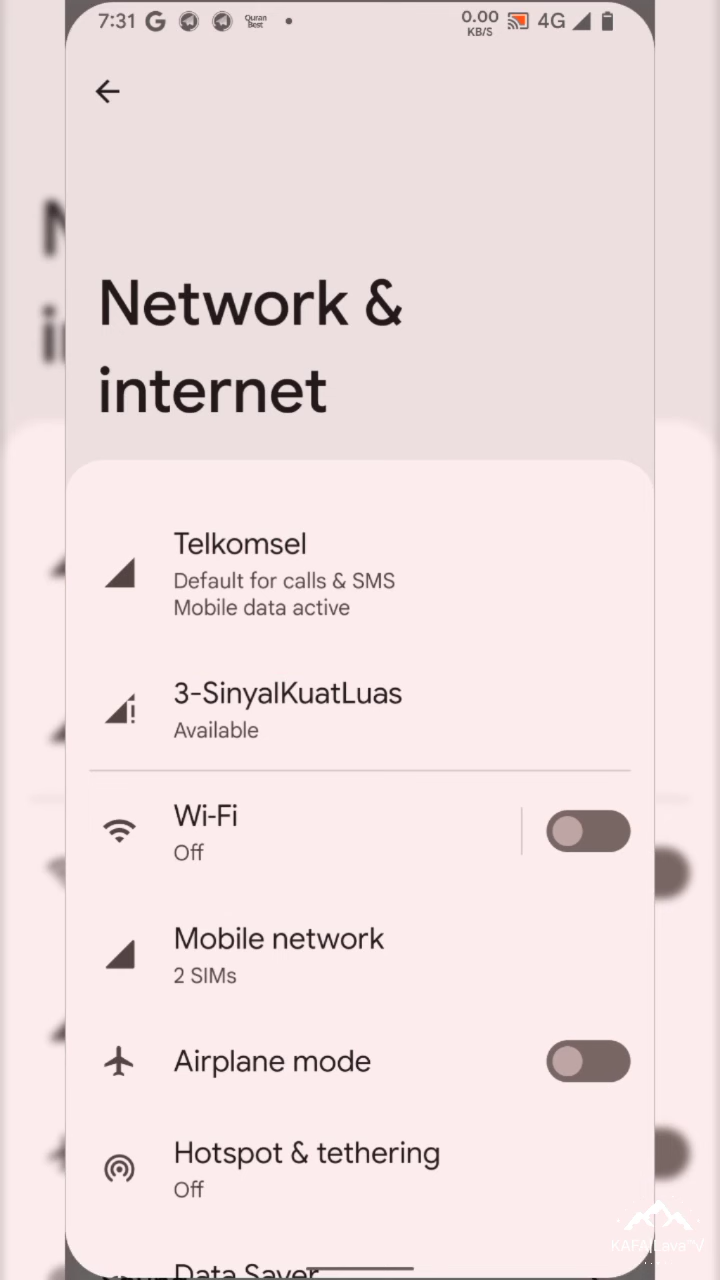 7:31
Quran
Best
0.00
KB/S
4G
Network &
internet
Telkomsel
Default for calls & SMS
Mobile data active
3-SinyalKuatLuas
Available
Wi-Fi
Off
Mobile network
2 SIMs
Airplane mode
Hotspot & tethering
Off
Data Saver